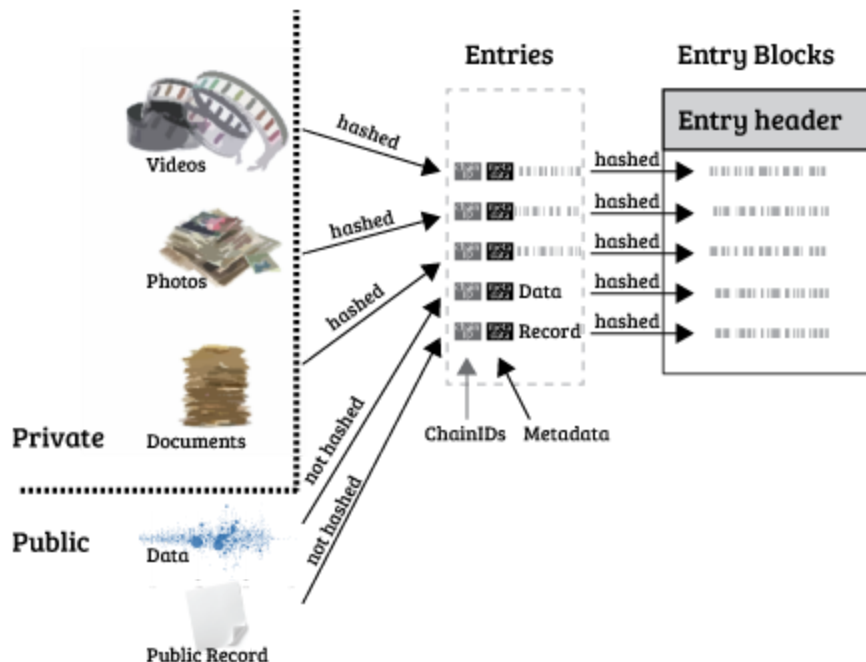 Entries
Entry Blocks
Entry header
Videos
hashed
hashed
Photos
hashed
hashed
hashed
hashed
Data
hashed
Record
hashed
ChainIDs
Metadata
Documents
Private
not hashed
not hashed
Public
Data
Public Record